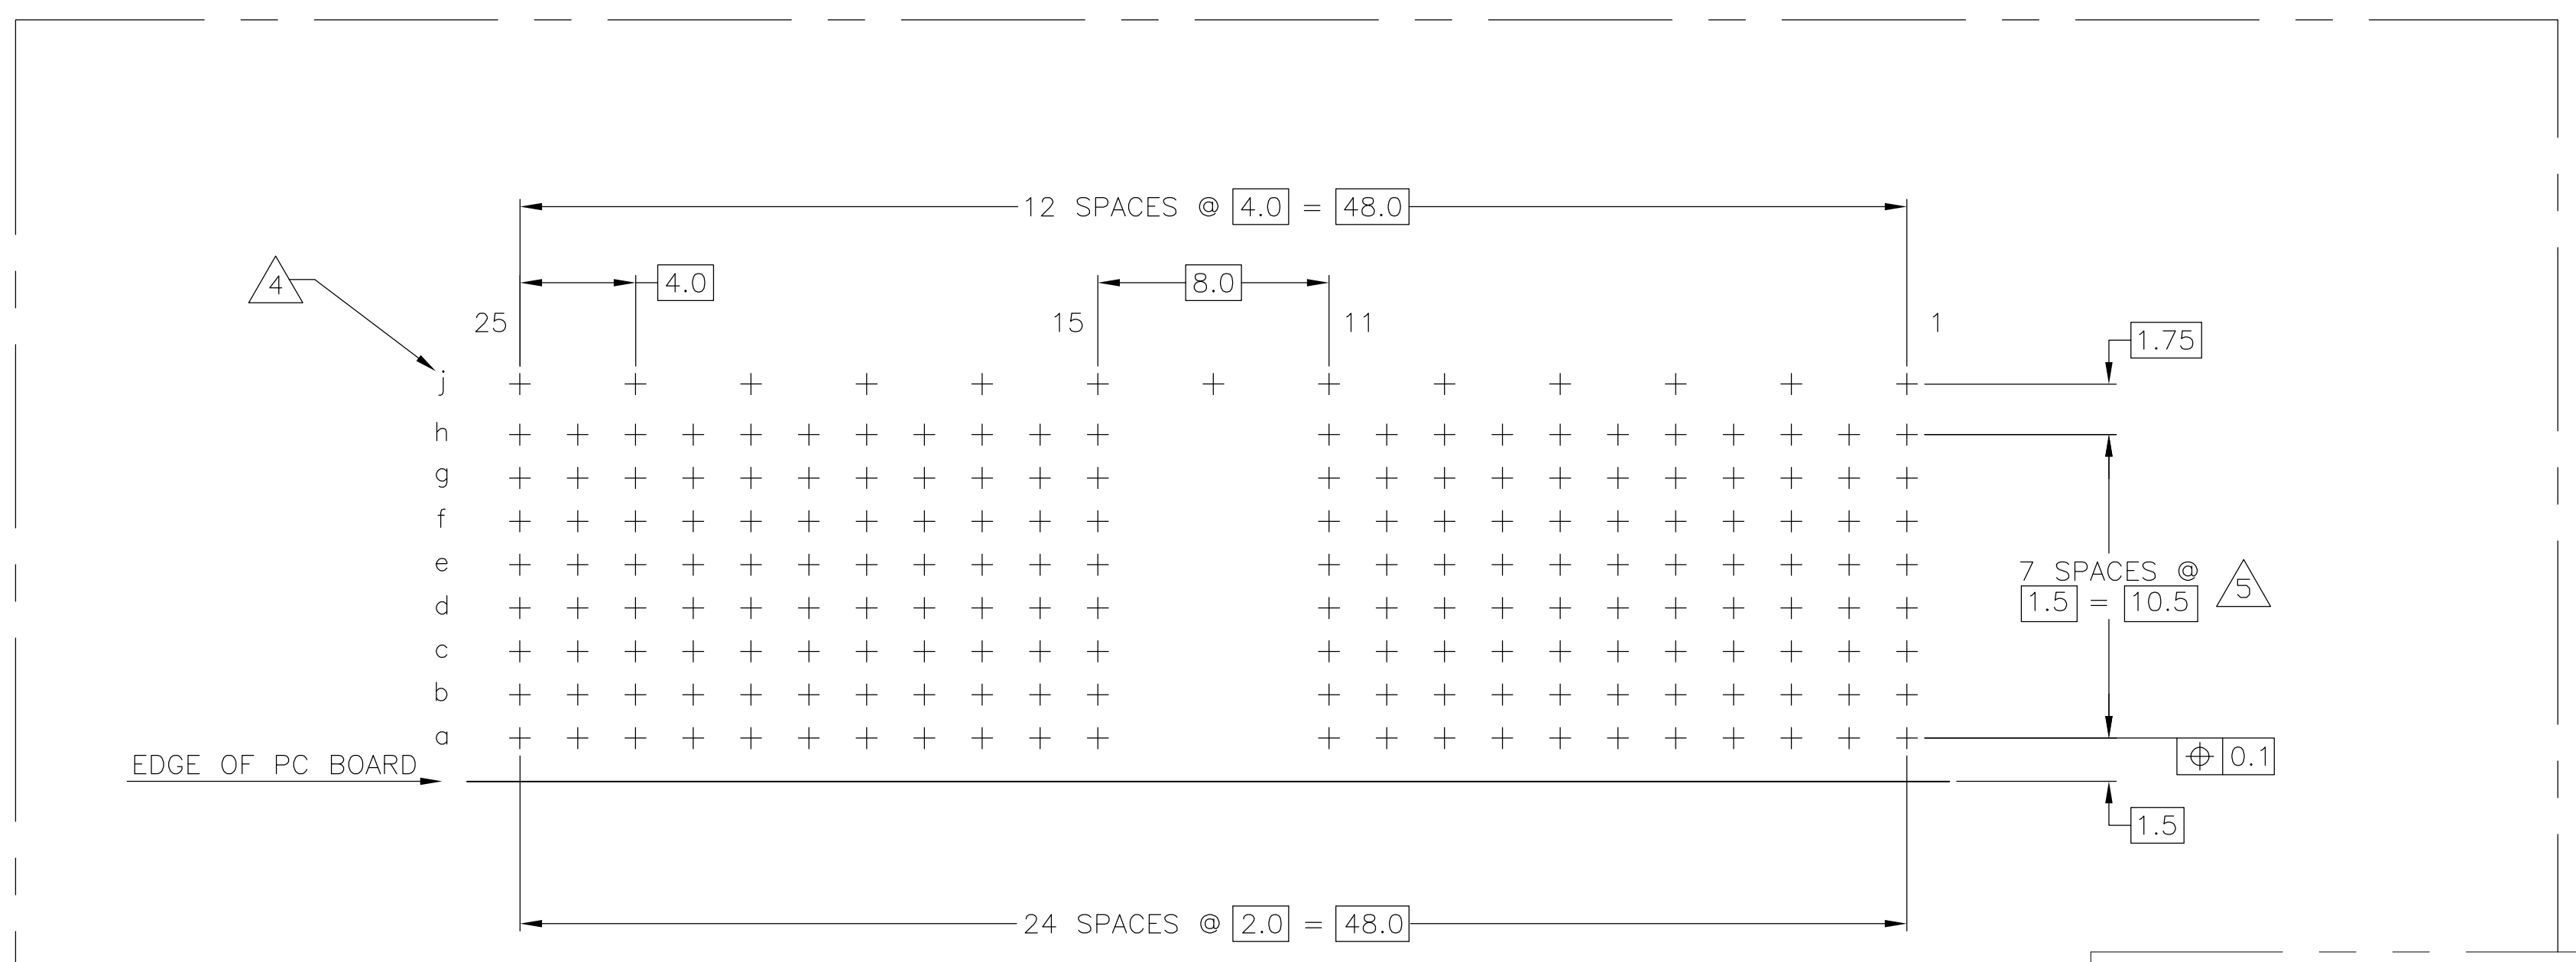 12 SPACES @ 4.0 = 48.0
4
4.0
8.0
25
15
11
1
1.75
j
h
g
f
e
7 SPACES @
1.5 = 10.5
5
d
c
b
a
EDGE OF PC BOARD
⌖ 0.1
1.5
24 SPACES @ 2.0 = 48.0